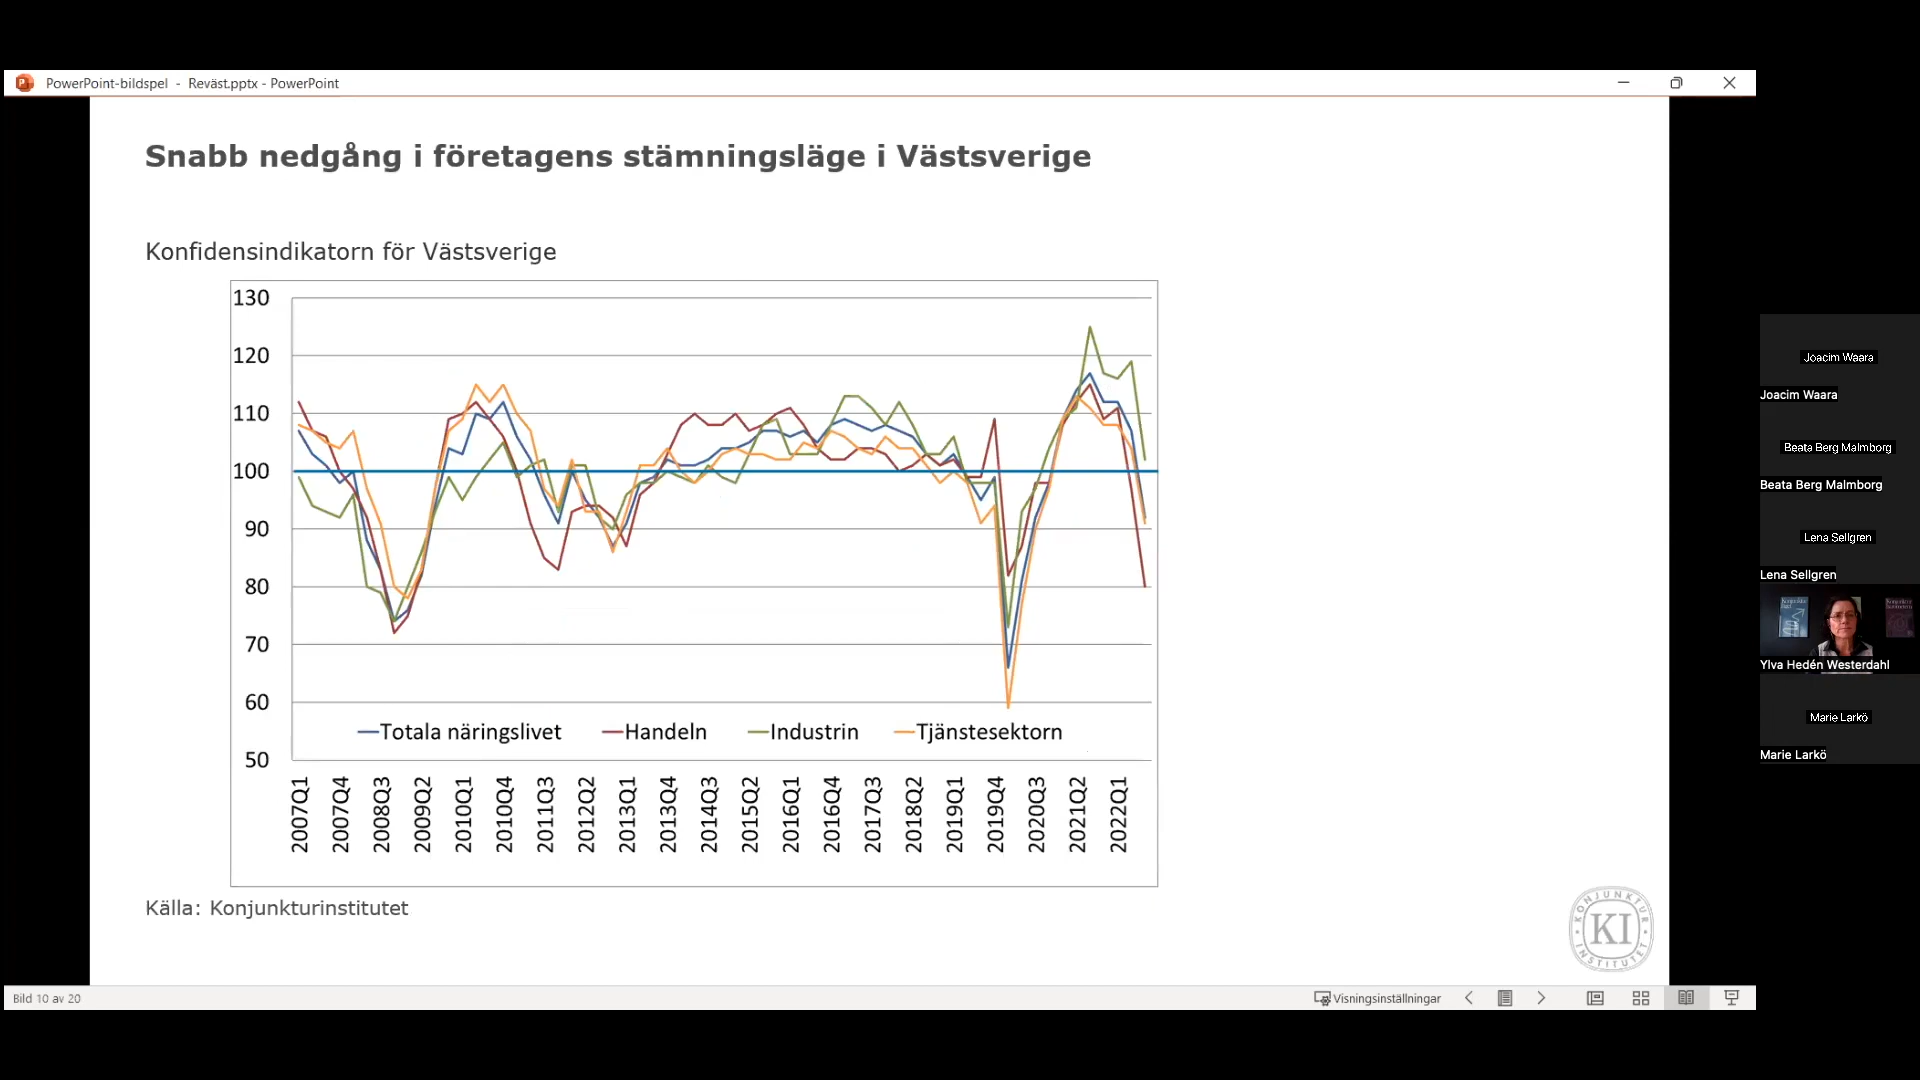 PowerPoint-bildspel - Reväst.pptx - PowerPoint
Snabb nedgång i företagens stämningsläge i Västsverige
Konfidensindikatorn för Västsverige
130
120
110
100
90
80
70
60
50
Totala näringslivet Handeln Industrin Tjänstesektorn
2007Q1 2007Q4 2008Q3 2009Q2 2010Q1 2010Q4 2011Q3 2012Q2 2013Q1 2013Q4 2014Q3 2015Q2 2016Q1 2016Q4 2017Q3 2018Q2 2019Q1 2019Q4 2020Q3 2021Q2 2022Q1
Källa: Konjunkturinstitutet
KONJUNKTUR
KI
INSTITUTET
Bild 10 av 20
Visningsinställningar
Joacim Waara
Joacim Waara
Beata Berg Malmborg
Beata Berg Malmborg
Lena Sellgren
Lena Sellgren
Ylva Hedén Westerdahl
Marie Larkö
Marie Larkö